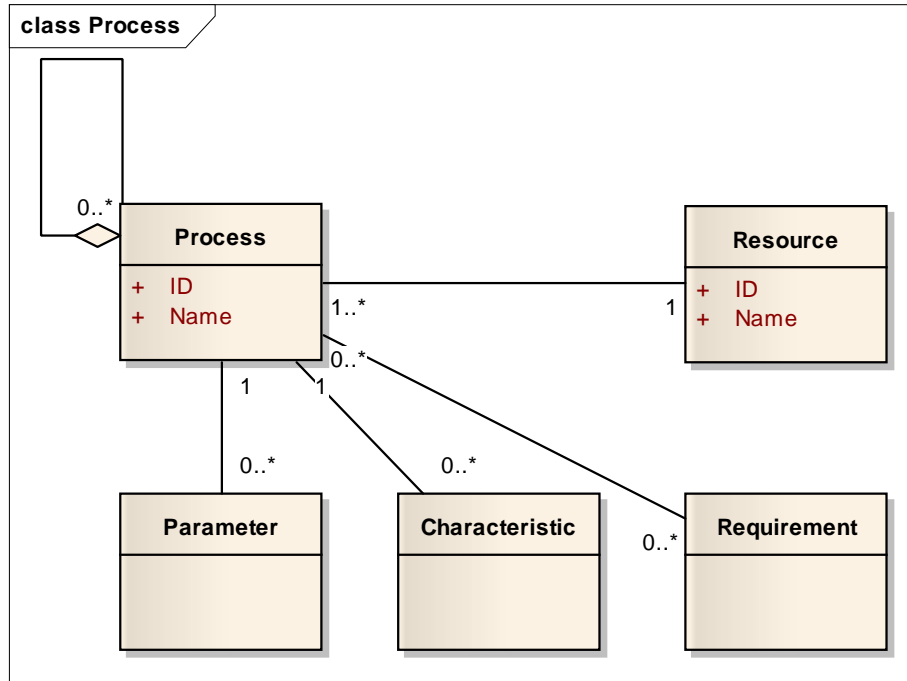 class Process
0..*
Process
+ ID
+ Name
Resource
+ ID
+ Name
1..*
1
0..*
1
1
0..*
0..*
0..*
Parameter
Characteristic
Requirement